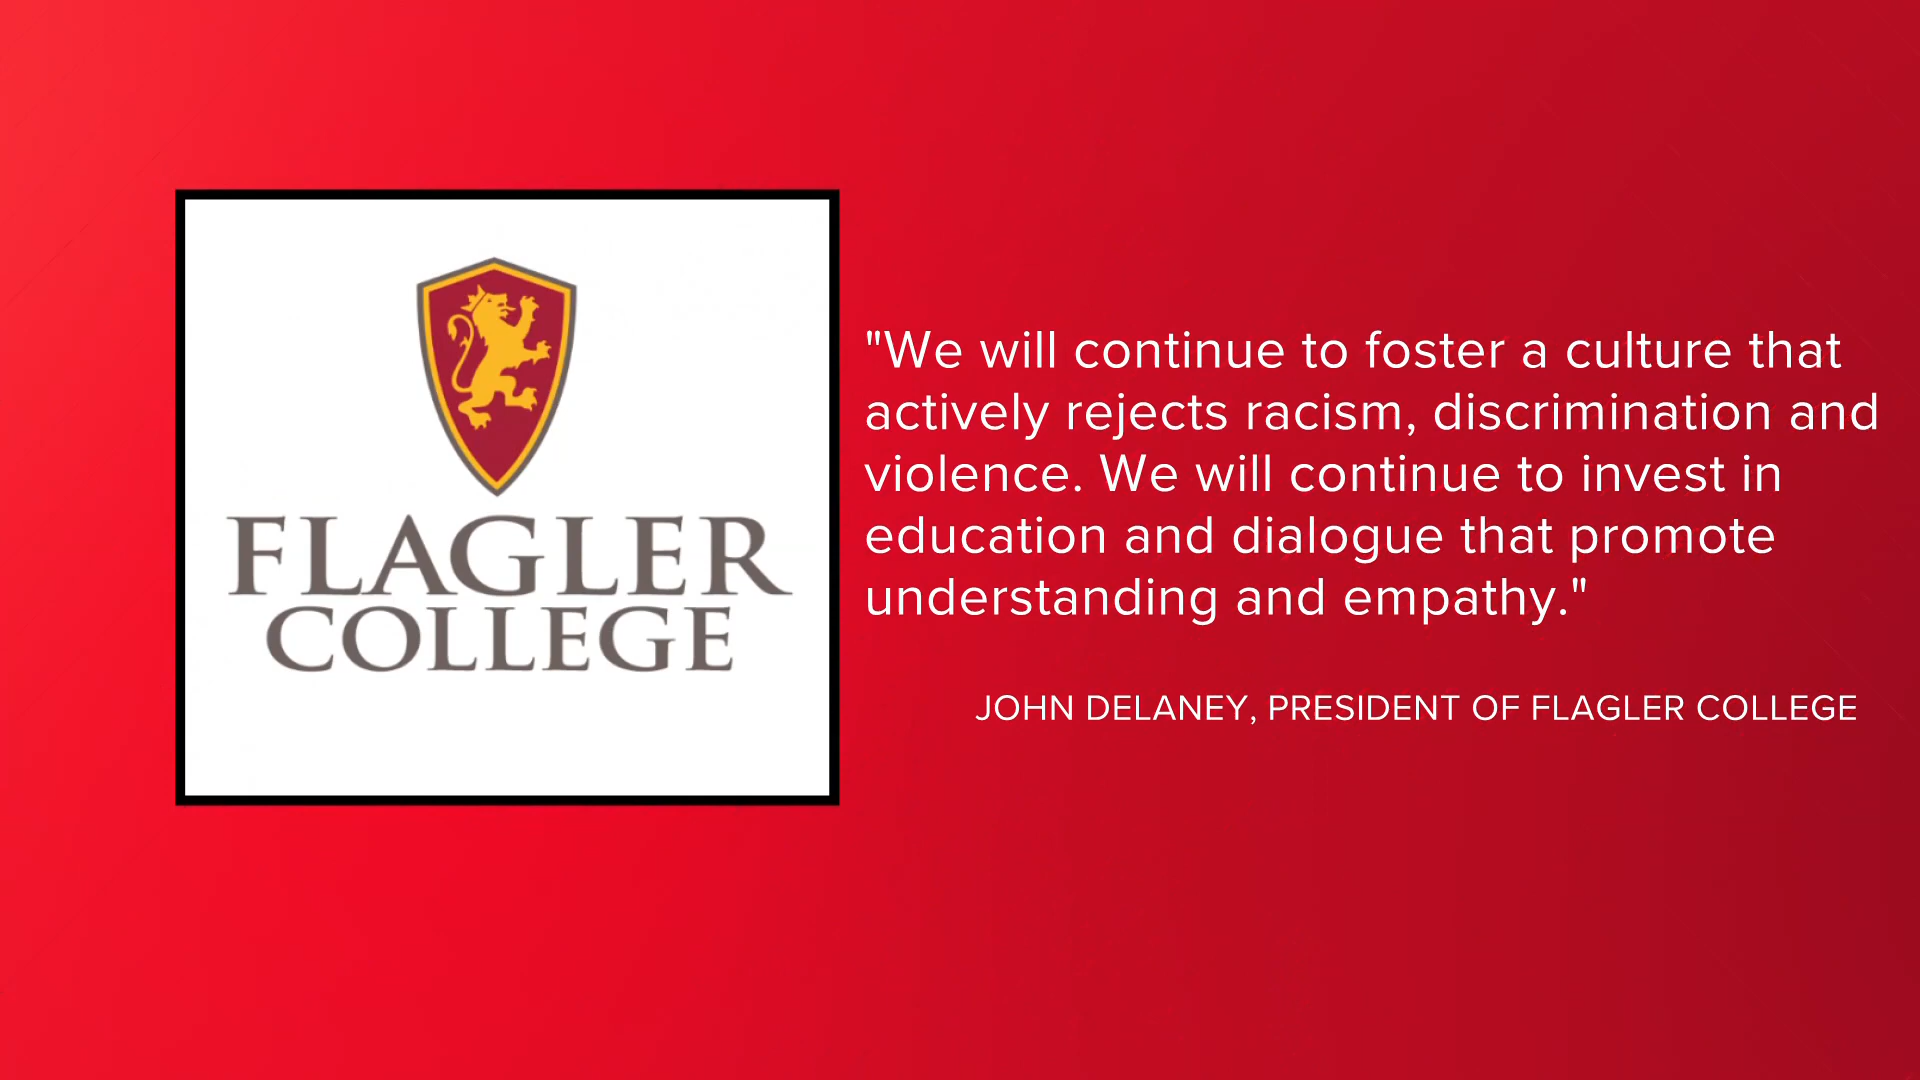 FLAGLER
COLLEGE
"We will continue to foster a culture that
actively rejects racism, discrimination and
violence. We will continue to invest in
education and dialogue that promote
understanding and empathy."
JOHN DELANEY, PRESIDENT OF FLAGLER COLLEGE